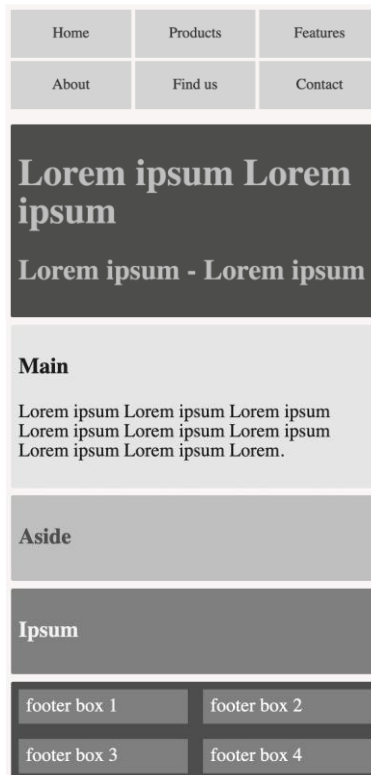 Home Products Features
About Find us Contact
Lorem ipsum Lorem
ipsum
Lorem ipsum - Lorem ipsum
Main
Lorem ipsum Lorem ipsum Lorem ipsum
Lorem ipsum Lorem ipsum Lorem ipsum
Lorem ipsum Lorem ipsum Lorem.
Aside
Ipsum
footer box 1 footer box 2
footer box 3 footer box 4